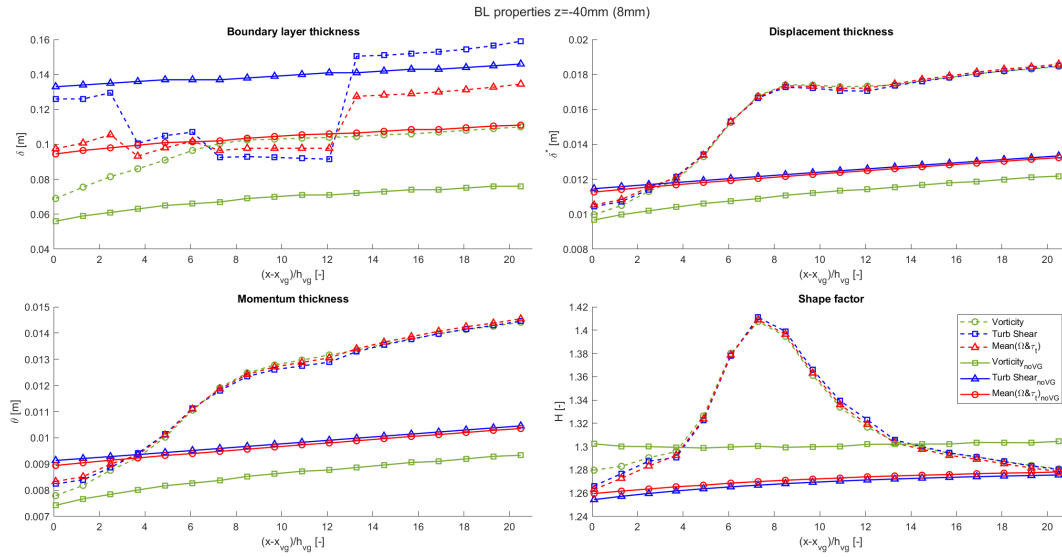 BL properties z=-40mm (8mm)
Boundary layer thickness
0.16
0.14
0.12
0.1
0.08
0.06
0.04
δ [m]
0 2 4 6 8 10 12 14 16 18 20
(x-x_vg)/h_vg [-]
Displacement thickness
0.02
0.018
0.016
0.014
0.012
0.01
0.008
δ* [m]
0 2 4 6 8 10 12 14 16 18 20
(x-x_vg)/h_vg [-]
Momentum thickness
0.015
0.014
0.013
0.012
0.011
0.01
0.009
0.008
0.007
θ [m]
0 2 4 6 8 10 12 14 16 18 20
(x-x_vg)/h_vg [-]
Shape factor
1.42
1.4
1.38
1.36
1.34
1.32
1.3
1.28
1.26
1.24
H [-]
0 2 4 6 8 10 12 14 16 18 20
(x-x_vg)/h_vg [-]
Vorticity
Turb Shear
Mean(Ω&τ_t)
Vorticity_noVG
Turb Shear_noVG
Mean(Ω&τ_t)_noVG